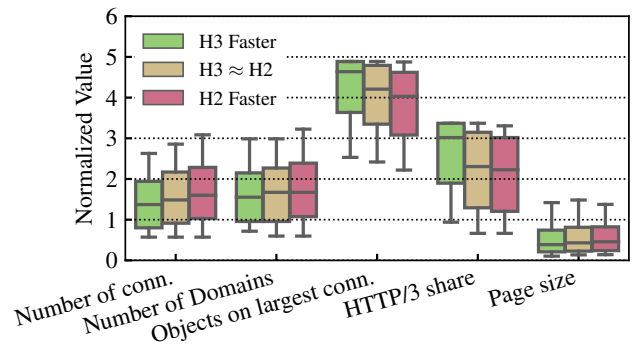 Normalized Value
6
5
4
3
2
1
0
H3 Faster
H3 ≈ H2
H2 Faster
Number of conn.
Number of Domains
Objects on largest conn.
HTTP/3 share
Page size